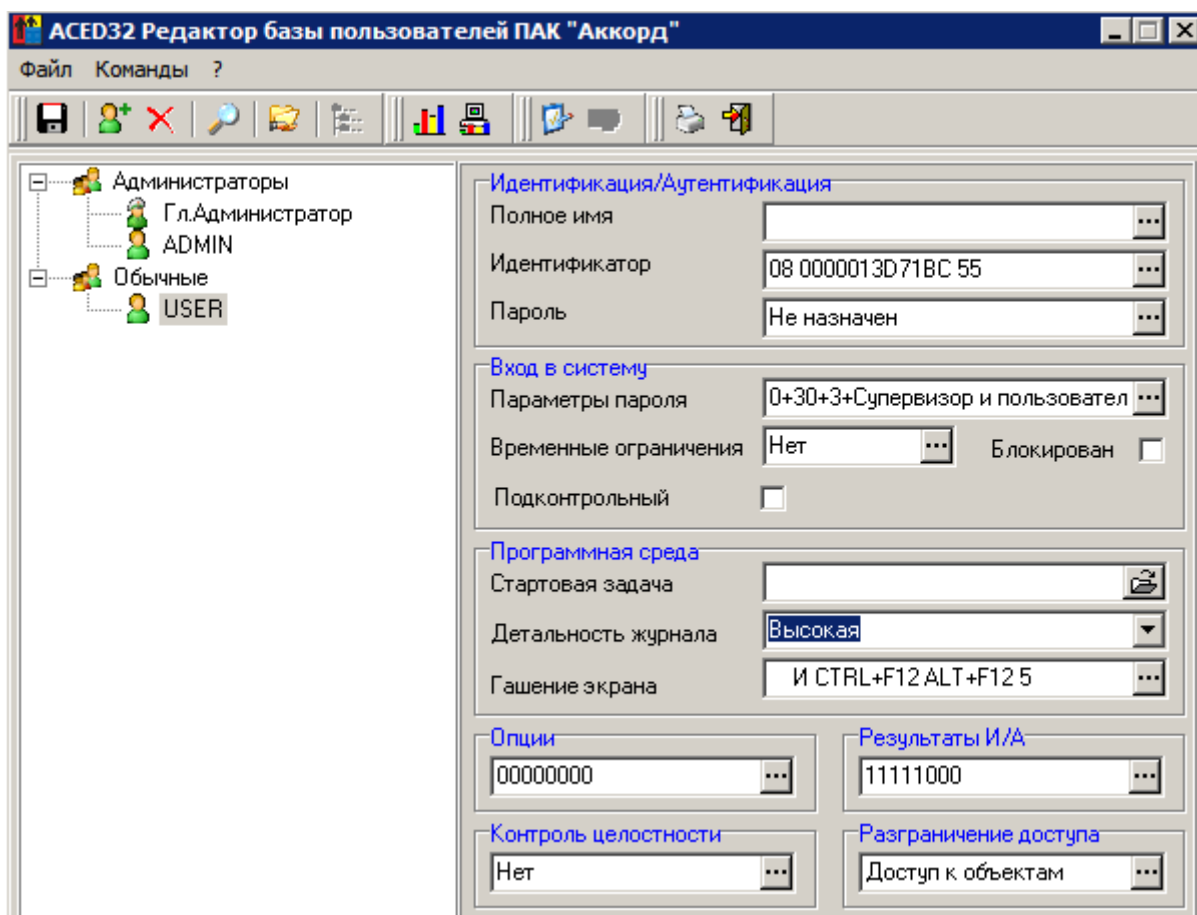 ACED32 Редактор базы пользователей ПАК "Аккорд"
Файл Команды ?
Администраторы
Гл.Администратор
ADMIN
Обычные
USER
Идентификация/Аутентификация
Полное имя
Идентификатор 08 0000013D71BC 55
Пароль Не назначен
Вход в систему
Параметры пароля 0+30+3+Супервизор и пользовател
Временные ограничения Нет Блокирован
Подконтрольный
Программная среда
Стартовая задача
Детальность журнала Высокая
Гашение экрана И CTRL+F12 ALT+F12 5
Опции Результаты И/А
00000000 11111000
Контроль целостности Разграничение доступа
Нет Доступ к объектам